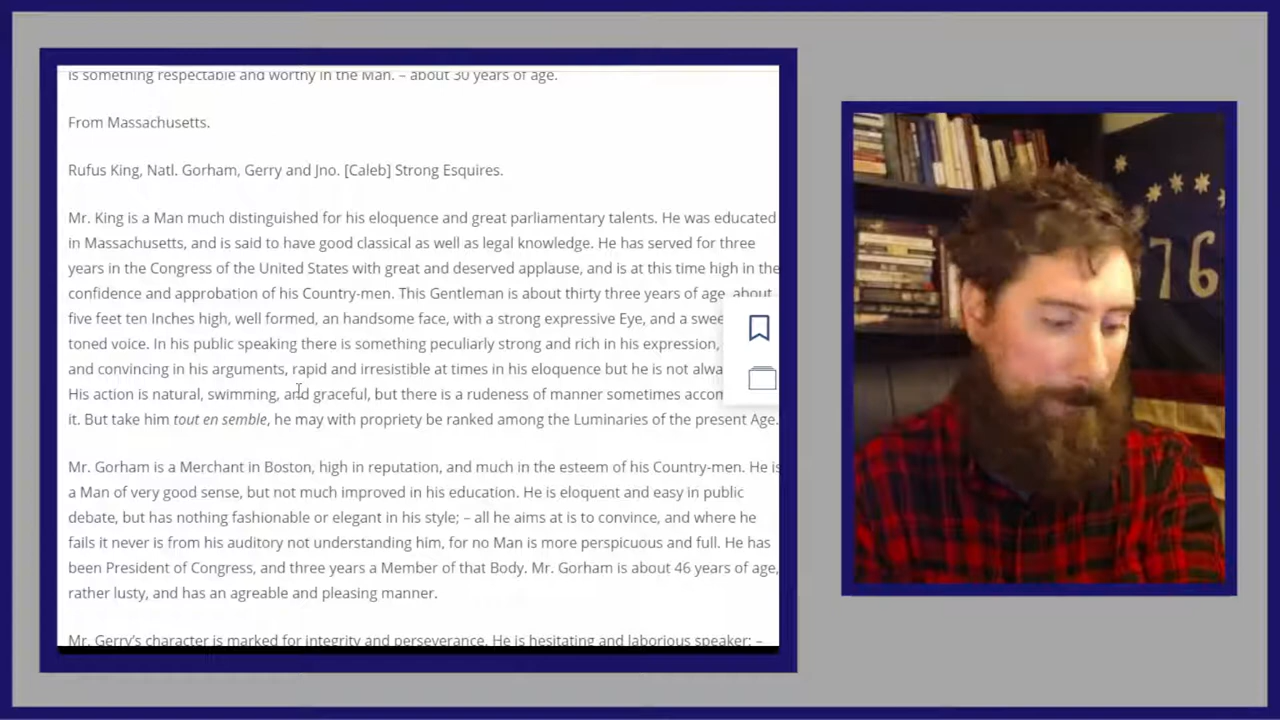 is something respectable and worthy in the Man. – about 30 years of age.
From Massachusetts.
Rufus King, Natl. Gorham, Gerry and Jno. [Caleb] Strong Esquires.
Mr. King is a Man much distinguished for his eloquence and great parliamentary talents. He was educated
in Massachusetts, and is said to have good classical as well as legal knowledge. He has served for three
years in the Congress of the United States with great and deserved applause, and is at this time high in the
confidence and approbation of his Country-men. This Gentleman is about thirty three years of age, about
five feet ten Inches high, well formed, an handsome face, with a strong expressive Eye, and a swee
toned voice. In his public speaking there is something peculiarly strong and rich in his expression,
and convincing in his arguments, rapid and irresistible at times in his eloquence but he is not alwa
His action is natural, swimming, and graceful, but there is a rudeness of manner sometimes accom
it. But take him tout en semble, he may with propriety be ranked among the Luminaries of the present Age.
Mr. Gorham is a Merchant in Boston, high in reputation, and much in the esteem of his Country-men. He is
a Man of very good sense, but not much improved in his education. He is eloquent and easy in public
debate, but has nothing fashionable or elegant in his style; – all he aims at is to convince, and where he
fails it never is from his auditory not understanding him, for no Man is more perspicuous and full. He has
been President of Congress, and three years a Member of that Body. Mr. Gorham is about 46 years of age,
rather lusty, and has an agreable and pleasing manner.
Mr. Gerry's character is marked for integrity and perseverance. He is hesitating and laborious speaker; –
76